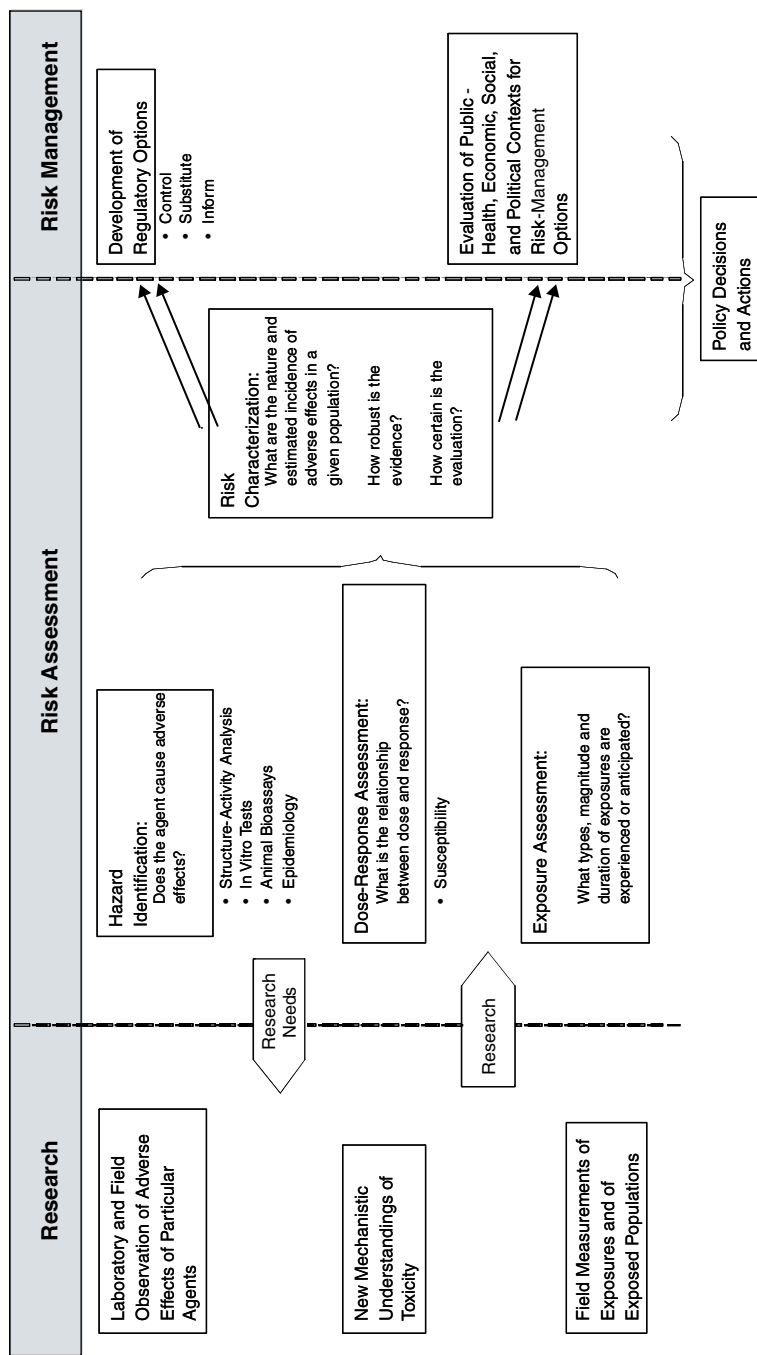 Research
Risk Assessment
Risk Management
Laboratory and Field
Observation of Adverse
Effects of Particular
Agents
New Mechanistic
Understandings of
Toxicity
Field Measurements of
Exposures and of
Exposed Populations
Research
Needs
Research
Hazard
Identification:
Does the agent cause adverse
effects?
• Structure-Activity Analysis
• In Vitro Tests
• Animal Bioassays
• Epidemiology
Dose-Response Assessment:
What is the relationship
between dose and response?
• Susceptibility
Exposure Assessment:
What types, magnitude and
duration of exposures are
experienced or anticipated?
Risk
Characterization:
What are the nature and
estimated incidence of
adverse effects in a
given population?
How robust is the
evidence?
How certain is the
evaluation?
Development of
Regulatory Options
• Control
• Substitute
• Inform
Evaluation of Public -
Health, Economic, Social,
and Political Contexts for
Risk-Management
Options
Policy Decisions
and Actions